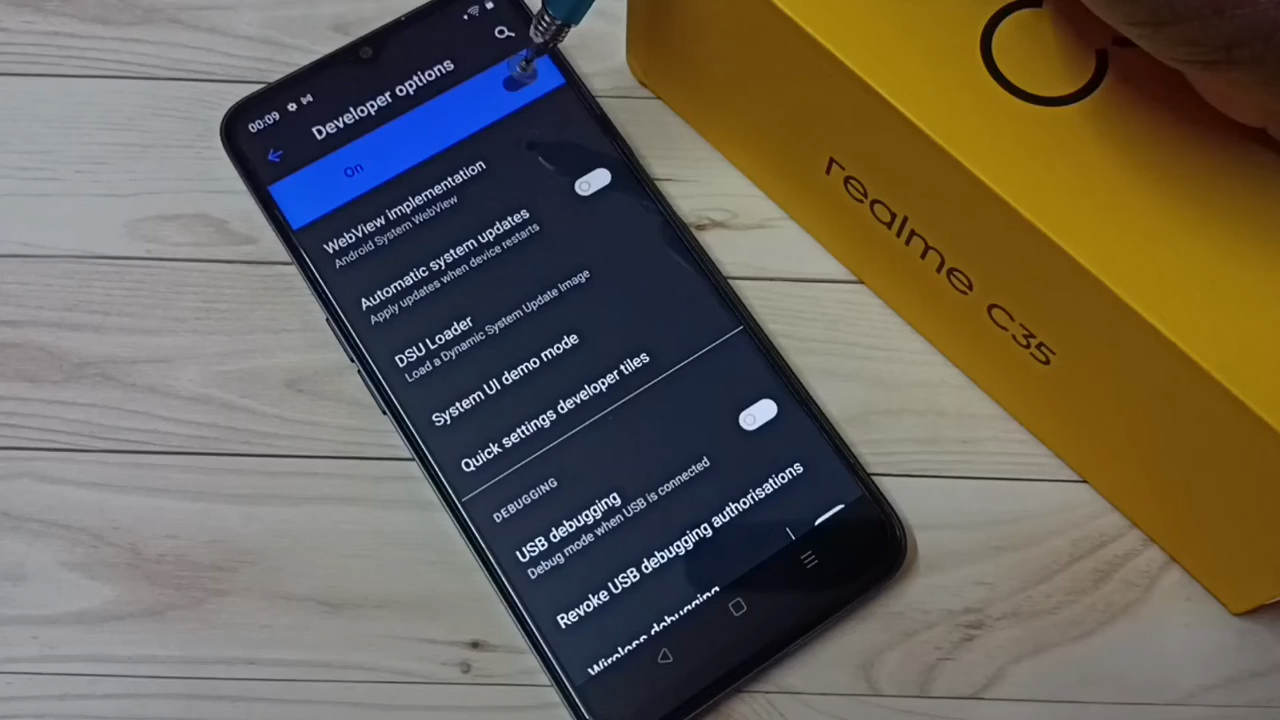 00:09
Developer options
On
WebView implementation
Android System WebView
Automatic system updates
Apply updates when device restarts
DSU Loader
Load a Dynamic System Update Image
System UI demo mode
Quick settings developer tiles
DEBUGGING
USB debugging
Debug mode when USB is connected
Revoke USB debugging authorisations
Wireless debugging
realme C35